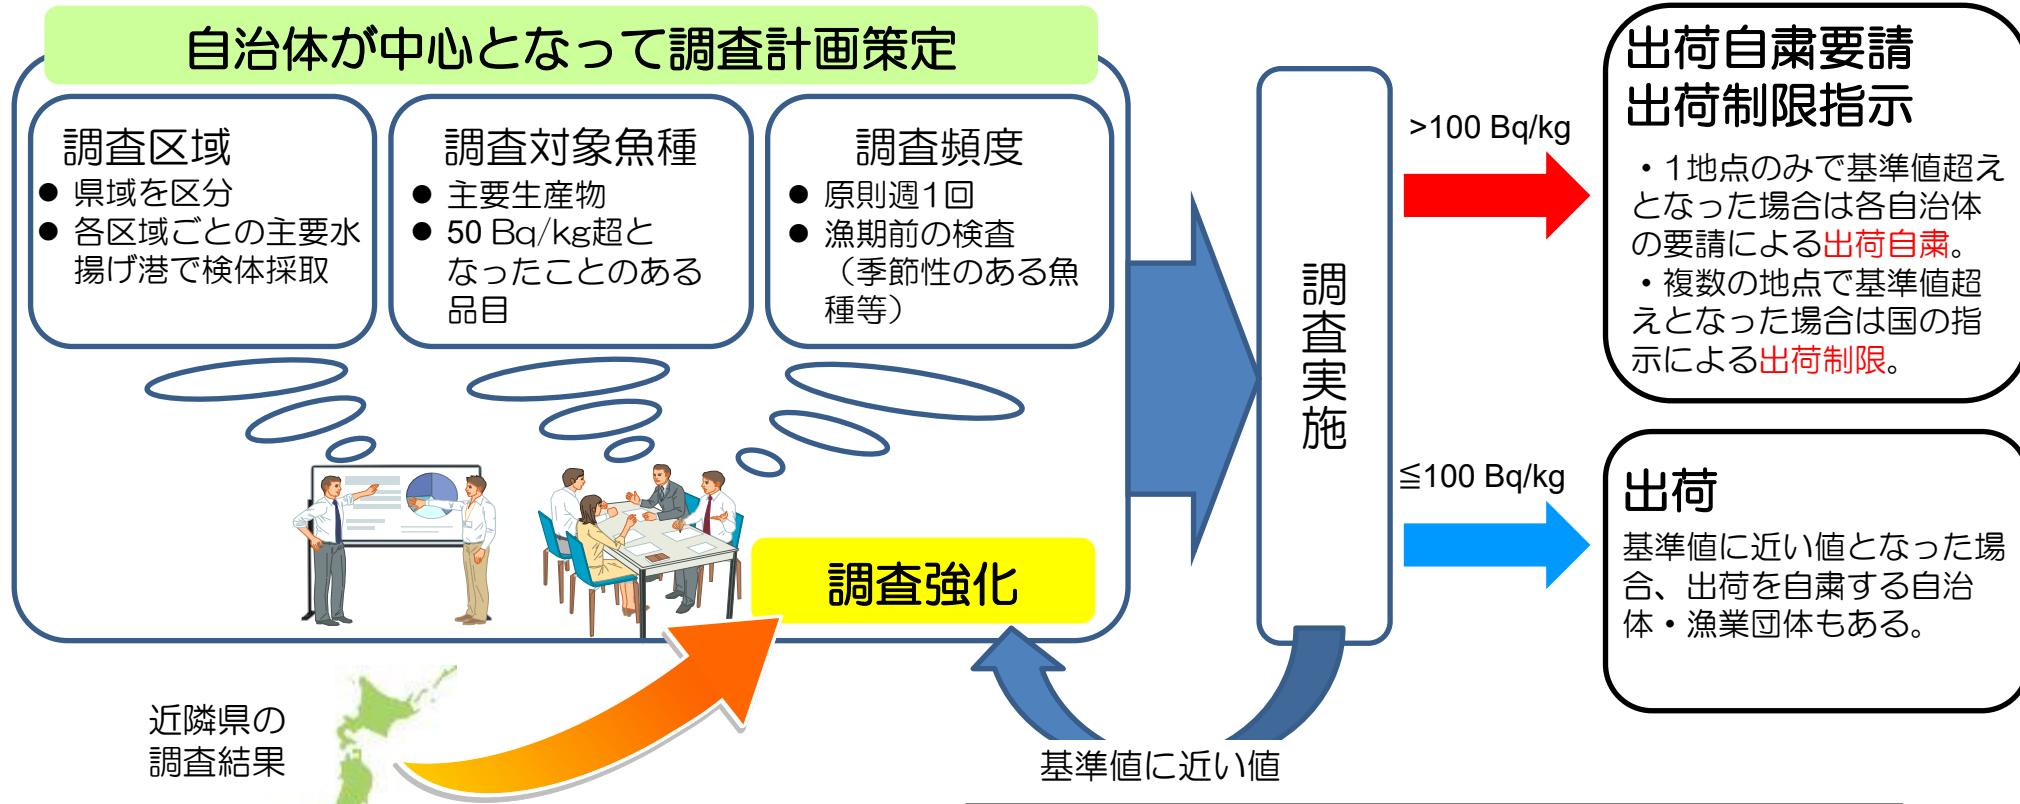 自治体が中心となって調査計画策定
調査区域
● 県域を区分
● 各区域ごとの主要水
揚げ港で検体採取
調査対象魚種
● 主要生産物
● 50 Bq/kg超と
なったことのある
品目
調査頻度
● 原則週1回
● 漁期前の検査
（季節性のある魚
種等）
調査強化
近隣県の
調査結果
基準値に近い値
調査実施
>100 Bq/kg
≦100 Bq/kg
出荷自粛要請
出荷制限指示
・1地点のみで基準値超え
となった場合は各自治体
の要請による出荷自粛。
・複数の地点で基準値超
えとなった場合は国の指
示による出荷制限。
出荷
基準値に近い値となった場
合、出荷を自粛する自治
体・漁業団体もある。